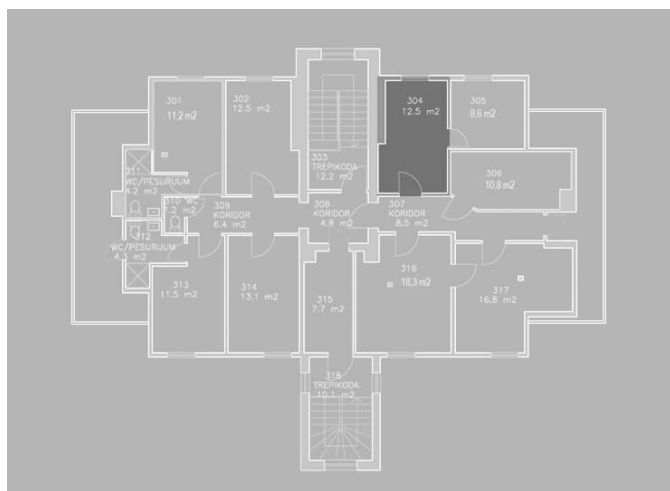 301
11,2 m2
302
12.5 m2
303
TREPIKODA
12.2 m2
304
12.5 m2
305
8,6 m2
306
10,8 m2
311
WC/PESURUUM
4.2 m2
310 WC
1.2 m2
309
KORIDOR
6.4 m2
308
KORIDOR
4.8 m2
307
KORIDOR
8.5 m2
312
WC/PESURUUM
m2
313
11.5 m2
314
13.1 m2
315
7.7 m2
316
18,3 m2
317
16.8 m2
318
TREPIKODA
10.1 m2